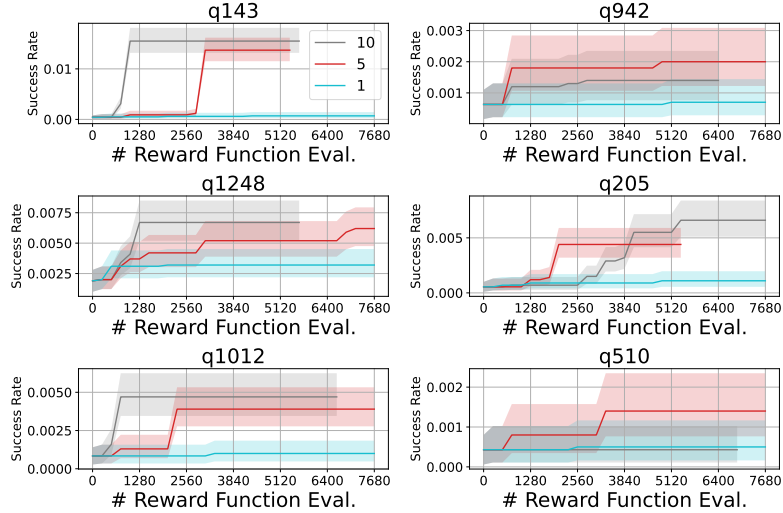 q143
Success Rate
0.01
0.00
10
5
1
0 1280 2560 3840 5120 6400 7680
# Reward Function Eval.
q942
Success Rate
0.003
0.002
0.001
0 1280 2560 3840 5120 6400 7680
# Reward Function Eval.
q1248
Success Rate
0.0075
0.0050
0.0025
0 1280 2560 3840 5120 6400 7680
# Reward Function Eval.
q205
Success Rate
0.005
0.000
0 1280 2560 3840 5120 6400 7680
# Reward Function Eval.
q1012
Success Rate
0.0050
0.0025
0.0000
0 1280 2560 3840 5120 6400 7680
# Reward Function Eval.
q510
Success Rate
0.002
0.001
0.000
0 1280 2560 3840 5120 6400 7680
# Reward Function Eval.